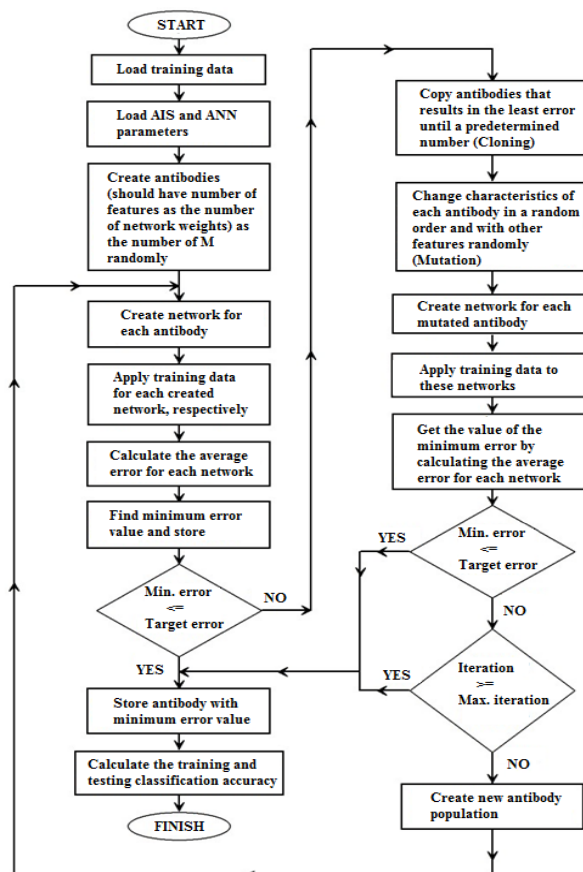 START
Load training data
Load AIS and ANN
parameters
Create antibodies
(should have number of
features as the number
of network weights) as
the number of M
randomly
Create network for
each antibody
Apply training data
for each created
network, respectively
Calculate the average
error for each network
Find minimum error
value and store
Min. error
<=
Target error
NO
YES
Store antibody with
minimum error value
Calculate the training and
testing classification accuracy
FINISH
Copy antibodies that
results in the least error
until a predetermined
number (Cloning)
Change characteristics of
each antibody in a random
order and with other
features randomly
(Mutation)
Create network for each
mutated antibody
Apply training data to
these networks
Get the value of the
minimum error by
calculating the average
error for each network
YES
Min. error
<=
Target error
NO
YES
Iteration
>=
Max. iteration
NO
Create new antibody
population